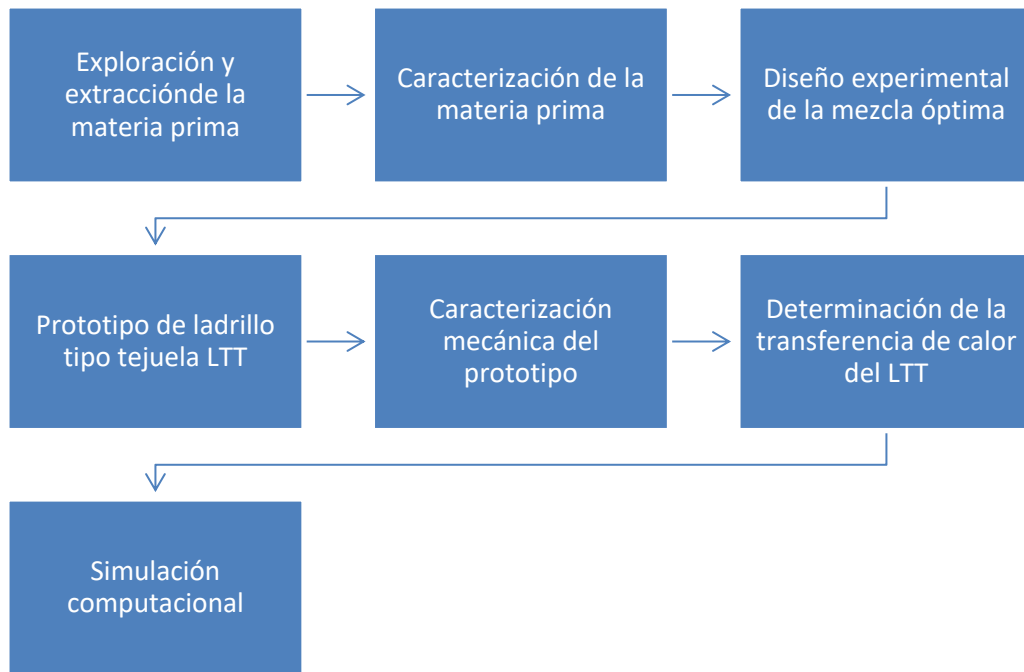 Exploración y
extracciónde la
materia prima
Caracterización de la
materia prima
Diseño experimental
de la mezcla óptima
Prototipo de ladrillo
tipo tejuela LTT
Caracterización
mecánica del
prototipo
Determinación de la
transferencia de calor
del LTT
Simulación
computacional